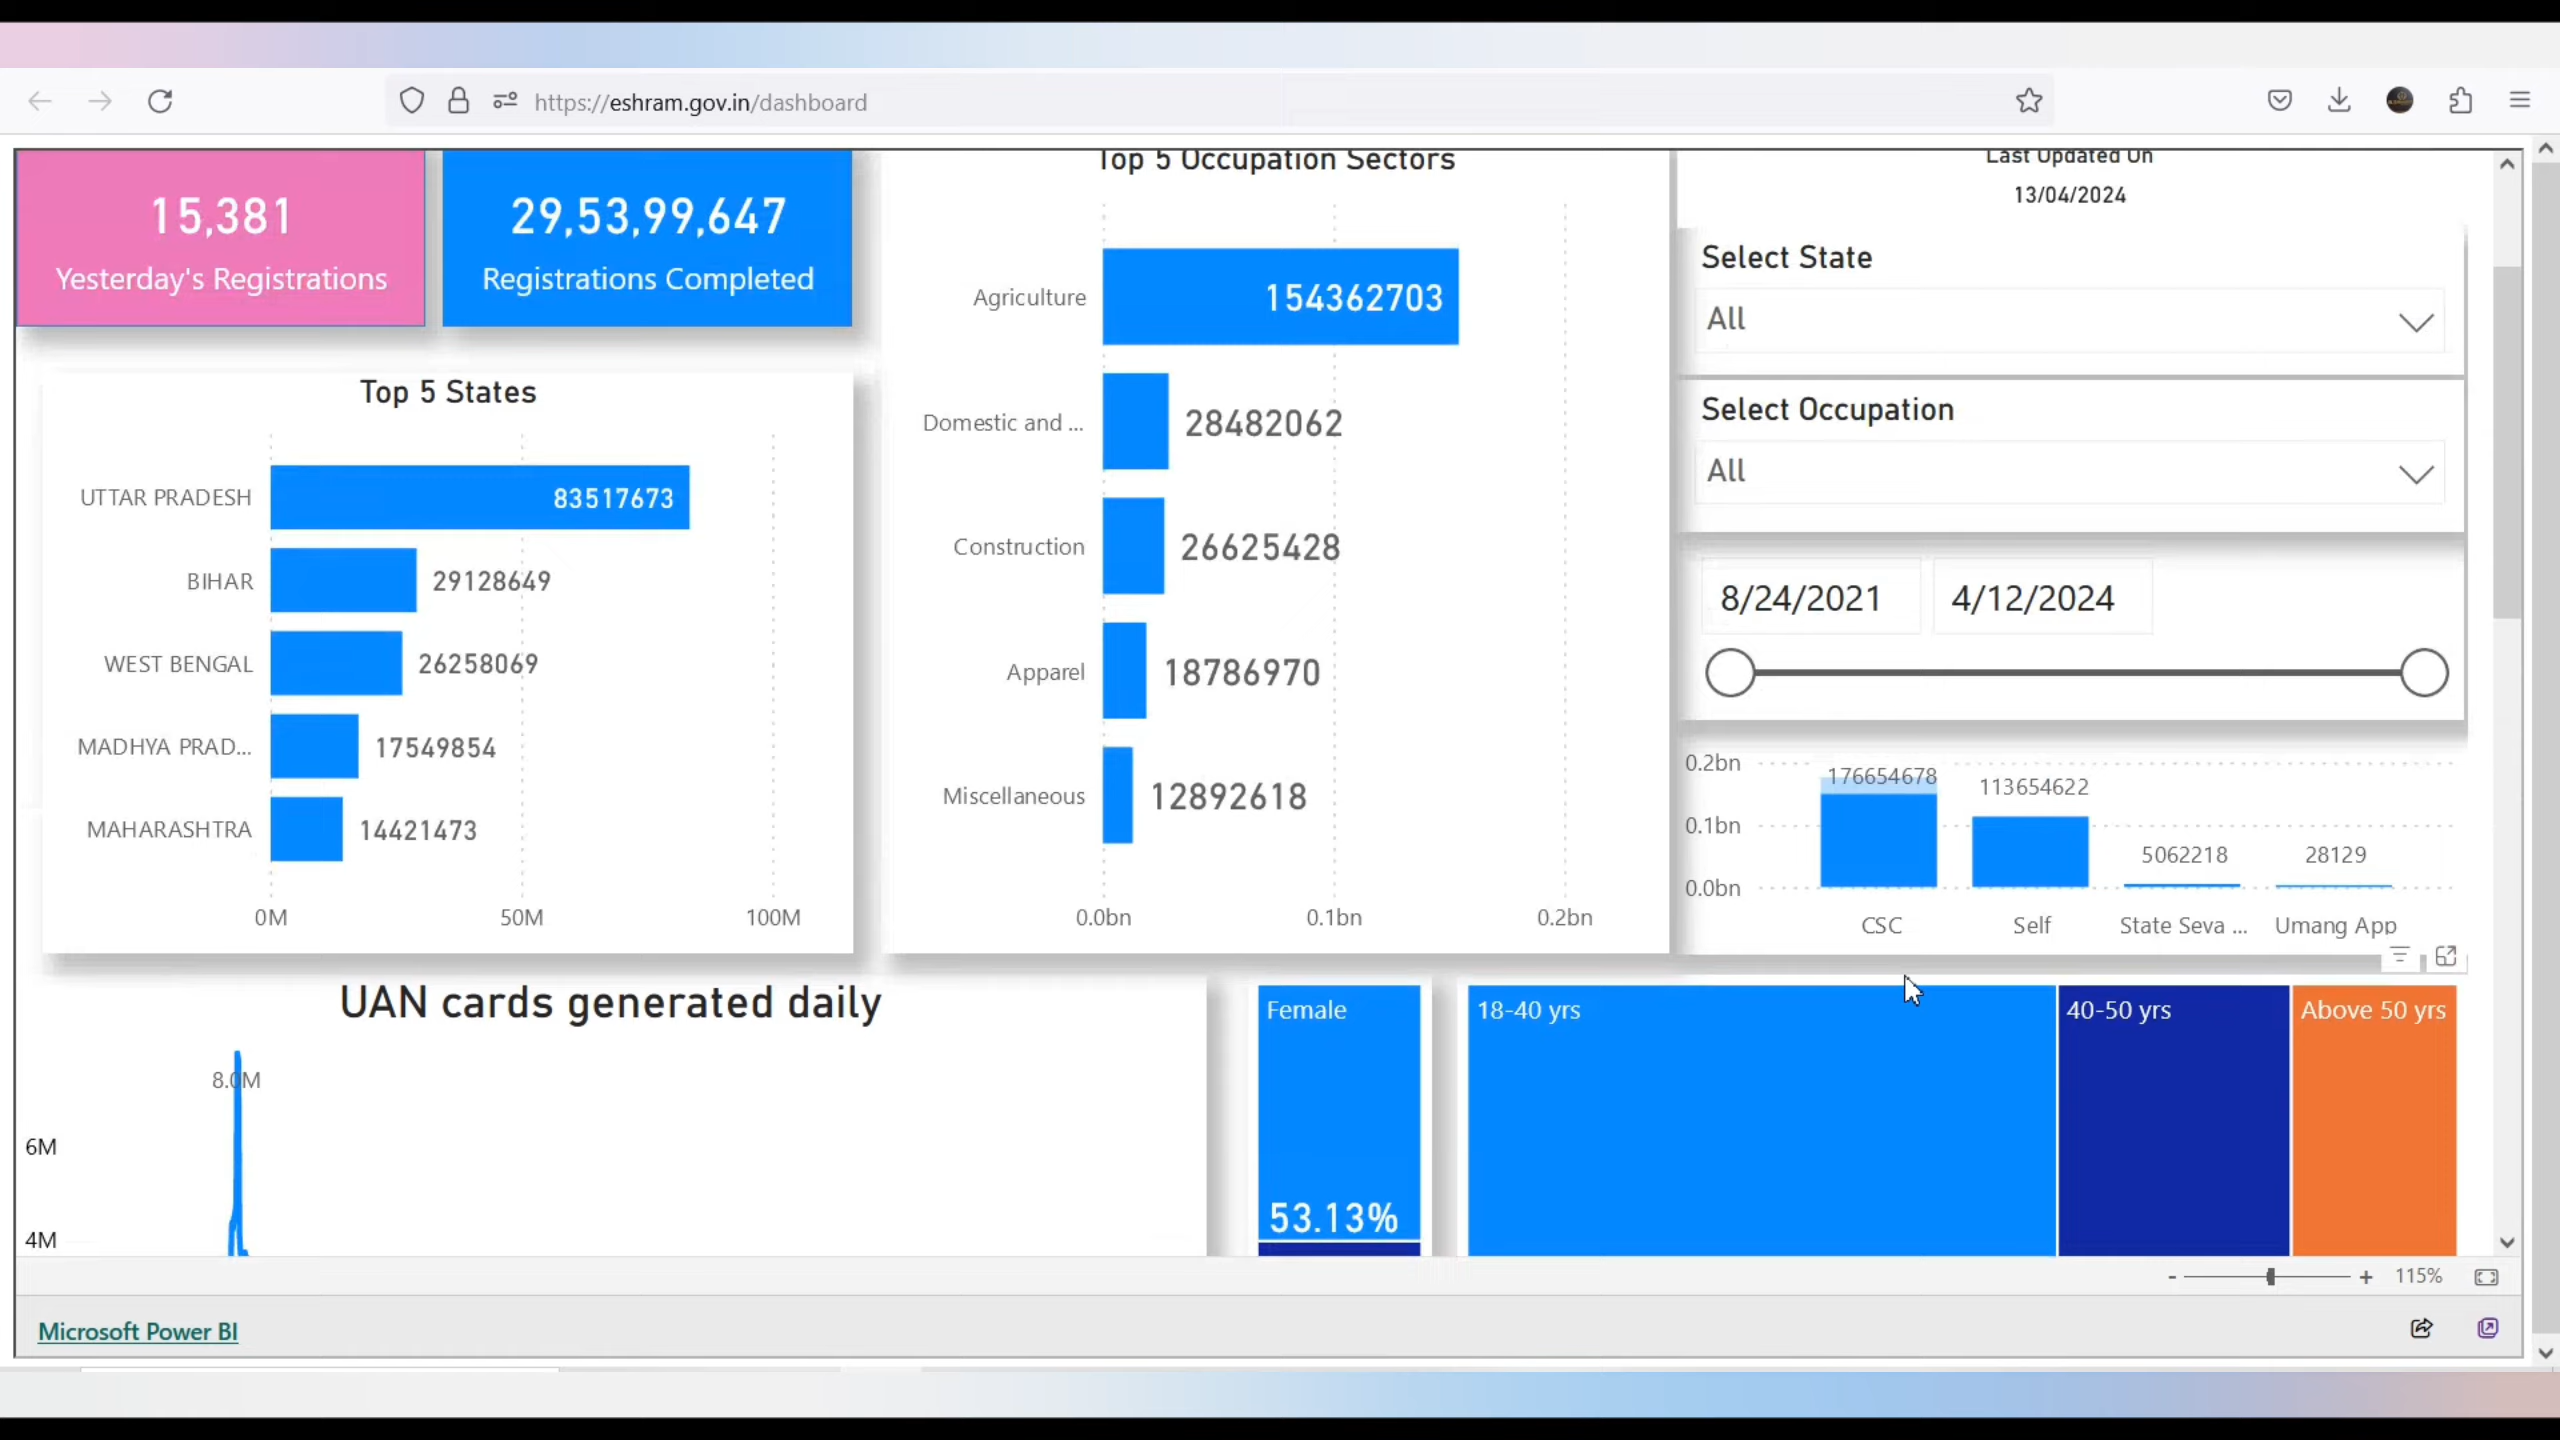 https://eshram.gov.in/dashboard
15,381
Yesterday's Registrations
29,53,99,647
Registrations Completed
Top 5 States
UTTAR PRADESH 83517673
BIHAR 29128649
WEST BENGAL 26258069
MADHYA PRAD... 17549854
MAHARASHTRA 14421473
0M 50M 100M
Top 5 Occupation Sectors
Agriculture 154362703
Domestic and ... 28482062
Construction 26625428
Apparel 18786970
Miscellaneous 12892618
0.0bn 0.1bn 0.2bn
Last Updated On
13/04/2024
Select State
All
Select Occupation
All
8/24/2021 4/12/2024
0.2bn
0.1bn
0.0bn
176654678 113654622 5062218 28129
CSC Self State Seva ... Umang App
UAN cards generated daily
8.0M
6M
4M
Female
53.13%
18-40 yrs
40-50 yrs
Above 50 yrs
- + 115%
Microsoft Power BI